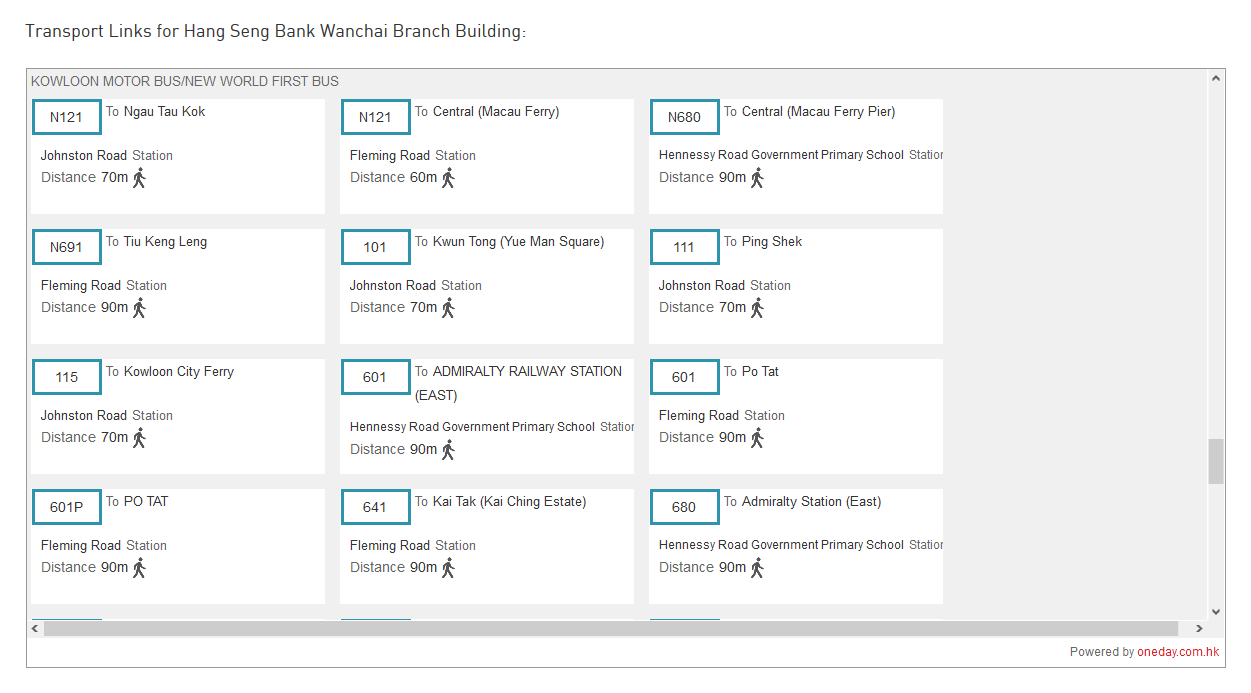 Transport Links for Hang Seng Bank Wanchai Branch Building:
KOWLOON MOTOR BUS/NEW WORLD FIRST BUS
N121 To Ngau Tau Kok
Johnston Road Station
Distance 70m
N121 To Central (Macau Ferry)
Fleming Road Station
Distance 60m
N680 To Central (Macau Ferry Pier)
Hennessy Road Government Primary School Station
Distance 90m
N691 To Tiu Keng Leng
Fleming Road Station
Distance 90m
101 To Kwun Tong (Yue Man Square)
Johnston Road Station
Distance 70m
111 To Ping Shek
Johnston Road Station
Distance 70m
115 To Kowloon City Ferry
Johnston Road Station
Distance 70m
601 To ADMIRALTY RAILWAY STATION
(EAST)
Hennessy Road Government Primary School Station
Distance 90m
601 To Po Tat
Fleming Road Station
Distance 90m
601P To PO TAT
Fleming Road Station
Distance 90m
641 To Kai Tak (Kai Ching Estate)
Fleming Road Station
Distance 90m
680 To Admiralty Station (East)
Hennessy Road Government Primary School Station
Distance 90m
Powered by oneday.com.hk